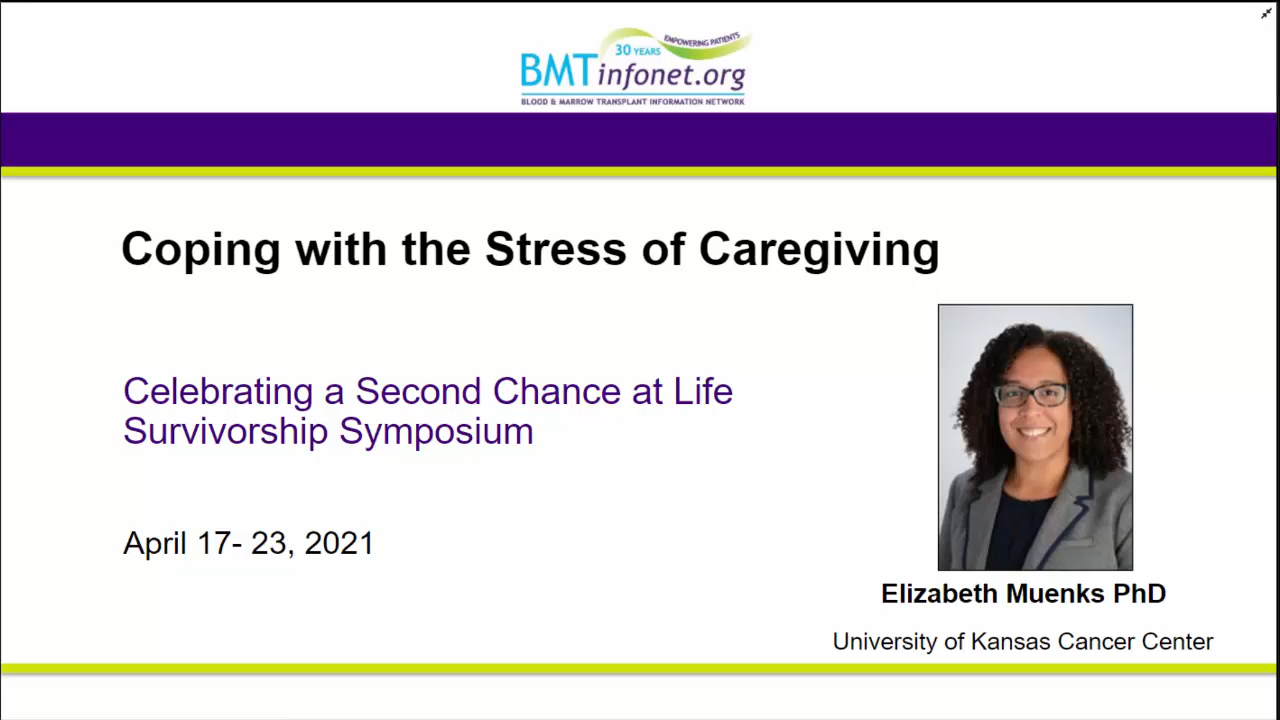 30 YEARS
EMPOWERING PATIENTS
BMTinfonet.org
BLOOD & MARROW TRANSPLANT INFORMATION NETWORK
Coping with the Stress of Caregiving
Celebrating a Second Chance at Life
Survivorship Symposium
April 17- 23, 2021
Elizabeth Muenks PhD
University of Kansas Cancer Center